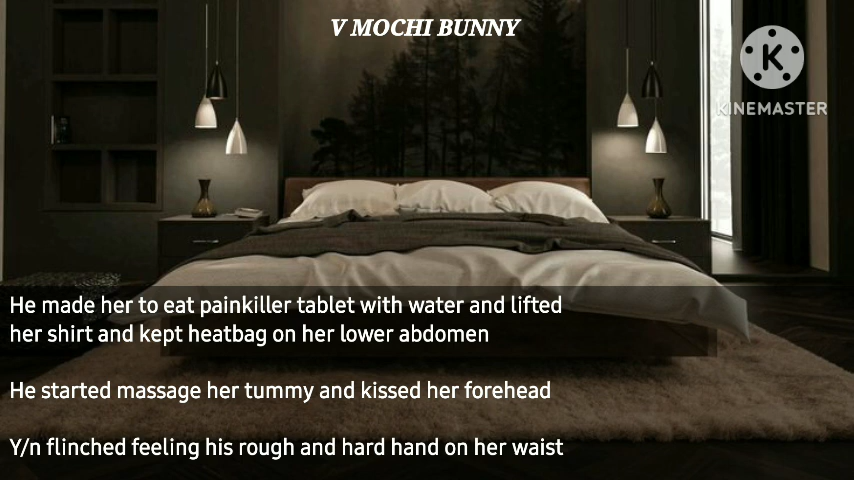 V MOCHI BUNNY
KINEMASTER
He made her to eat painkiller tablet with water and lifted
her shirt and kept heatbag on her lower abdomen
He started massage her tummy and kissed her forehead
Y/n flinched feeling his rough and hard hand on her waist